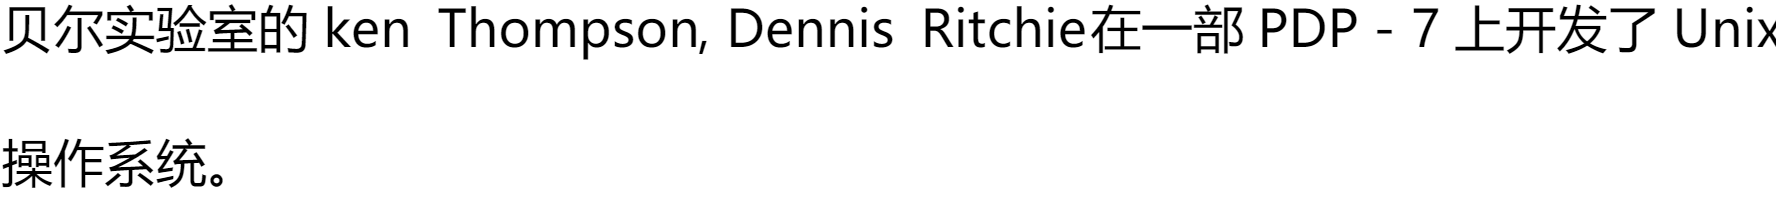 贝尔实验室的 ken  Thompson, Dennis  Ritchie在一部 PDP - 7 上开发了 Unix
操作系统。